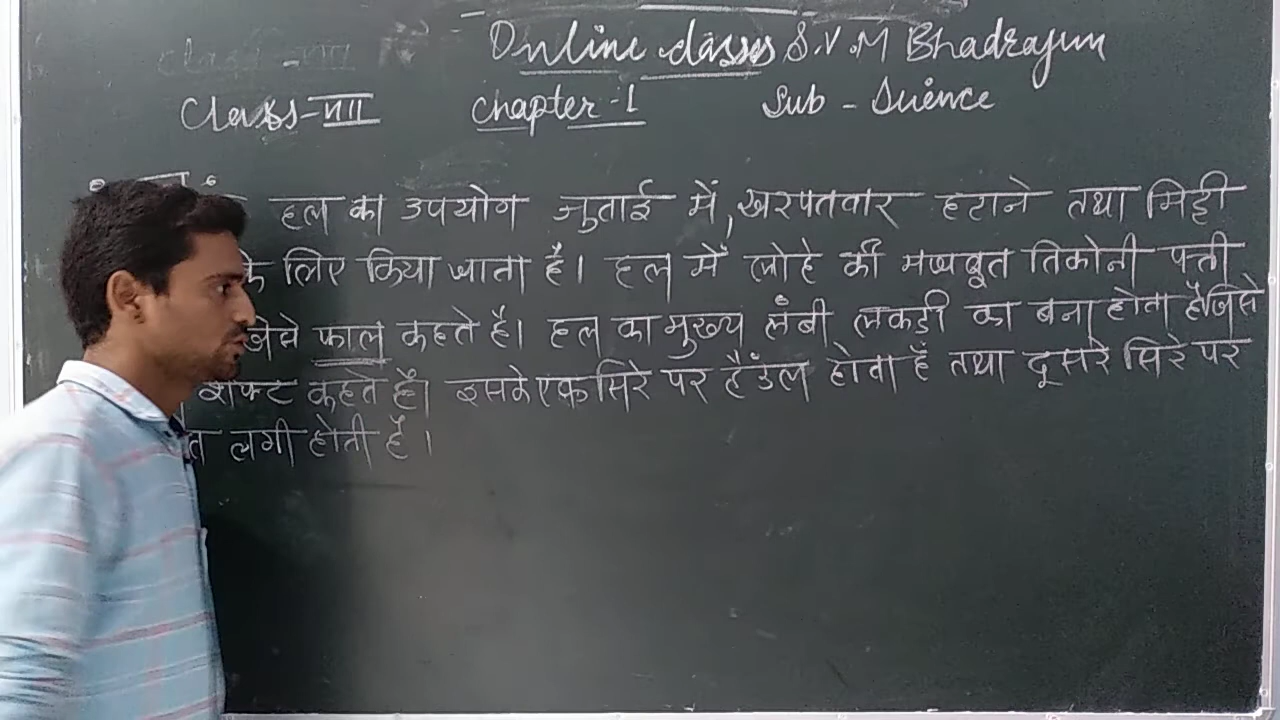 Online classes S.V.M Bhadrajun
Class-VIII Chapter-1 Sub-Science
हल का उपयोग जुताई में, खरपतवार हटाने तथा मिट्टी
के लिए किया जाता है। हल में लोहे की मजबूत तिकोनी पत्ती
जिसे फाल कहते है। हल का मुख्य लंबी लकड़ी का बना होता है जिसे
शाफ्ट कहते है। इसके एक सिरे पर हैंडल होता है तथा दूसरे सिरे पर
लगी होती है।